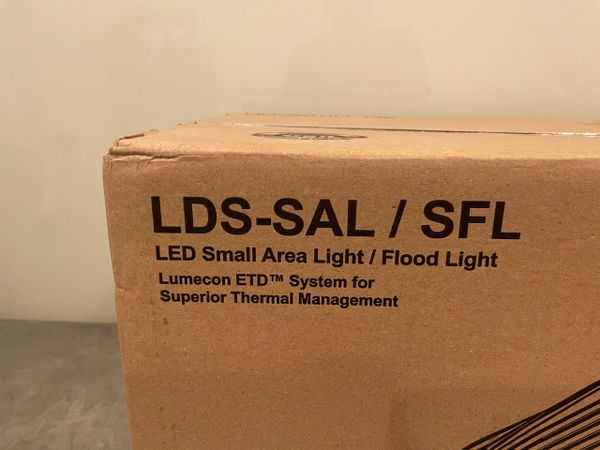 LDS-SAL / SFL
LED Small Area Light / Flood Light
Lumecon ETD™ System for
Superior Thermal Management